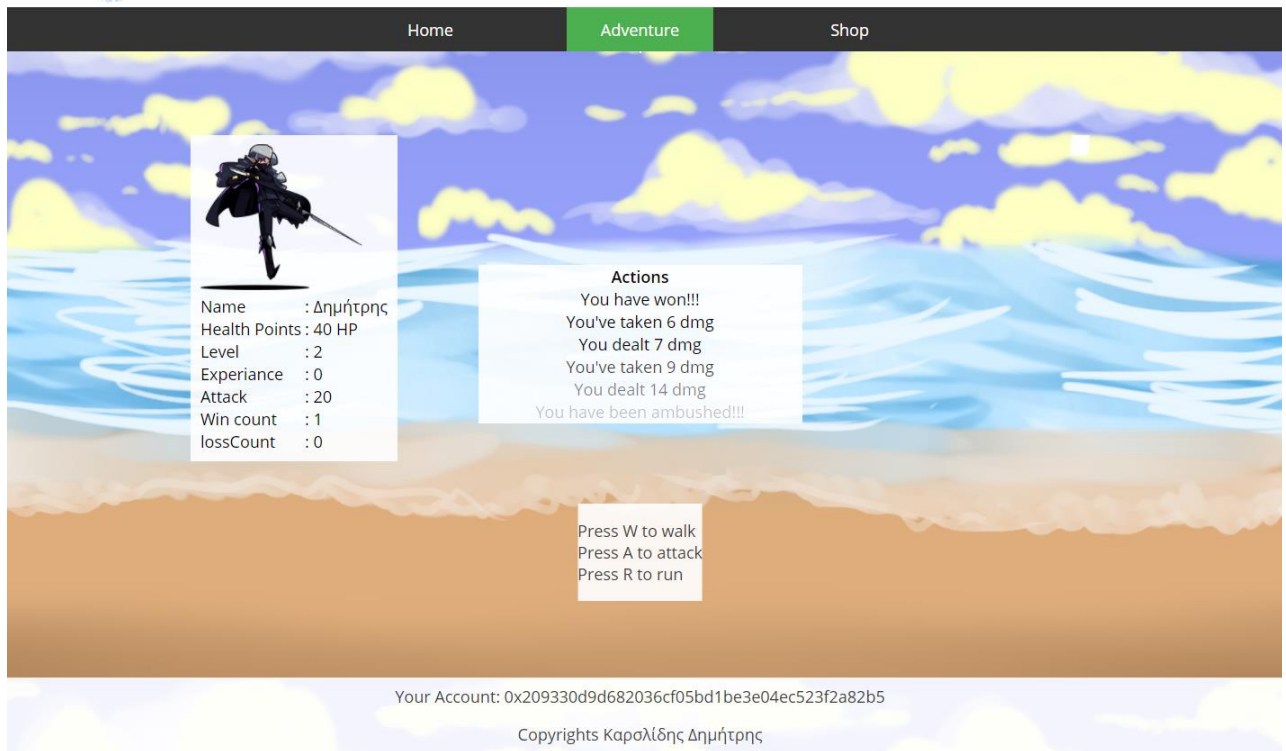 Home Adventure Shop
Name : Δημήτρης
Health Points : 40 HP
Level : 2
Experiance : 0
Attack : 20
Win count : 1
lossCount : 0
Actions
You have won!!!
You've taken 6 dmg
You dealt 7 dmg
You've taken 9 dmg
You dealt 14 dmg
You have been ambushed!!!
Press W to walk
Press A to attack
Press R to run
Your Account: 0x209330d9d682036cf05bd1be3e04ec523f2a82b5
Copyrights Καρσλίδης Δημήτρης